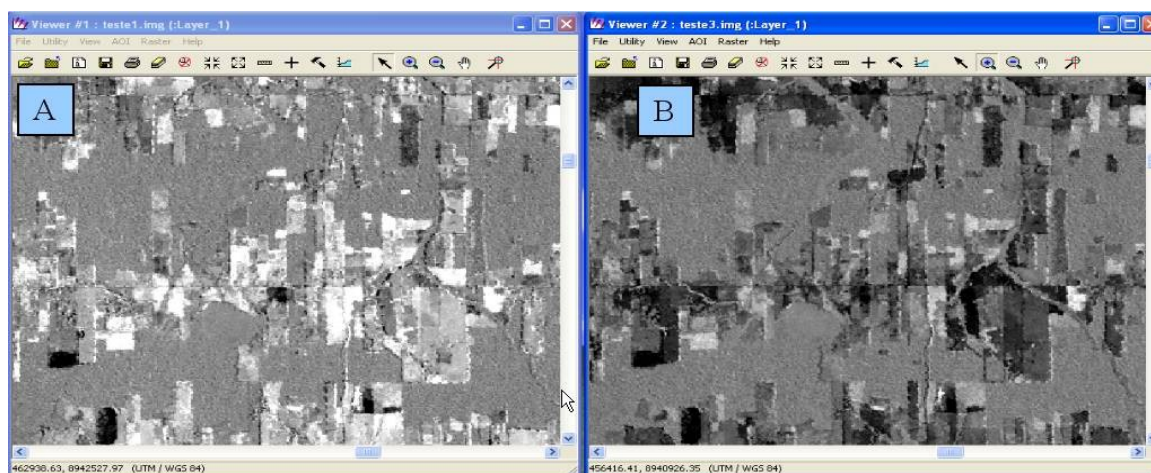 Viewer #1 : teste1.img (:Layer_1)
File Utility View AOI Raster Help
A
462938.63, 8942527.97 (UTM / WGS 84)
Viewer #2 : teste3.img (:Layer_1)
File Utility View AOI Raster Help
B
456416.41, 8940926.35 (UTM / WGS 84)